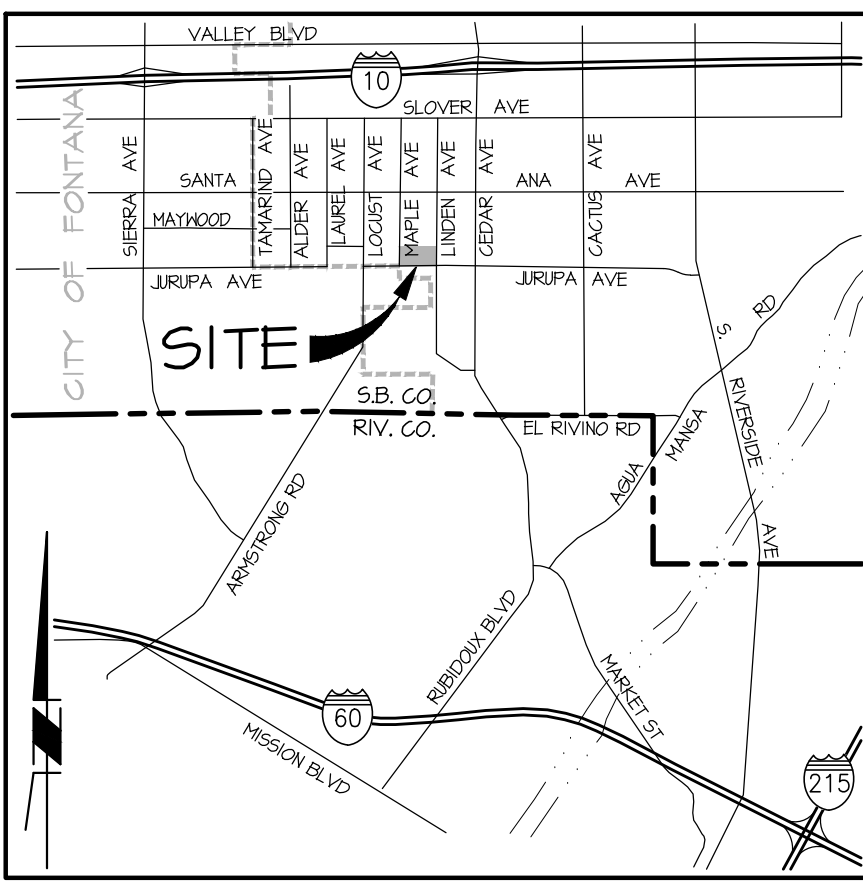 VALLEY BLVD
10
SLOVER AVE
CITY OF FONTANA
SIERRA AVE
TAMARIND AVE
ALDER AVE
LAUREL AVE
LOCUST AVE
MAPLE AVE
LINDEN AVE
CEDAR AVE
CACTUS AVE
SANTA ANA AVE
MAYWOOD
JURUPA AVE
JURUPA AVE
SITE
S.B. CO.
RIV. CO.
EL RIVINO RD
S. RIVERSIDE AVE
AGUA MANSA RD
ARMSTRONG RD
RUBIDOUX BLVD
MARKET ST
60
MISSION BLVD
215
N